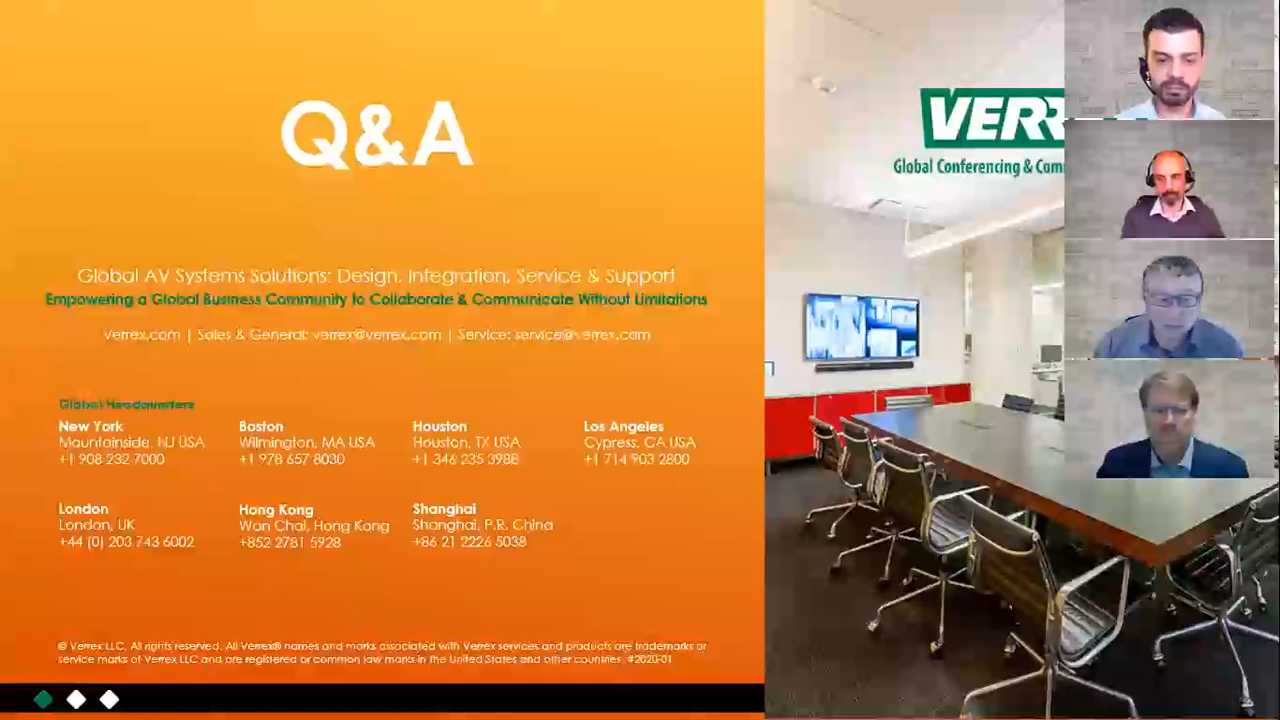 Q&A
Global AV Systems Solutions: Design, Integration, Service & Support
Empowering a Global Business Community to Collaborate & Communicate Without Limitations
verrex.com | Sales & General: verrex@verrex.com | Service: service@verrex.com
Global Headquarters
New York
Mountainside, NJ USA
+1 908 232 7000
Boston
Wilmington, MA USA
+1 978 657 8030
Houston
Houston, TX USA
+1 346 235 3988
Los Angeles
Cypress, CA USA
+1 714 903 2800
London
London, UK
+44 (0) 203 743 6002
Hong Kong
Wan Chai, Hong Kong
+852 2781 5928
Shanghai
Shanghai, P.R. China
+86 21 2226 5038
© Verrex LLC. All rights reserved. All Verrex® names and marks associated with Verrex services and products are trademarks or
service marks of Verrex LLC and are registered or common law marks in the United States and other countries. #2020-01
VERR
Global Conferencing & Com